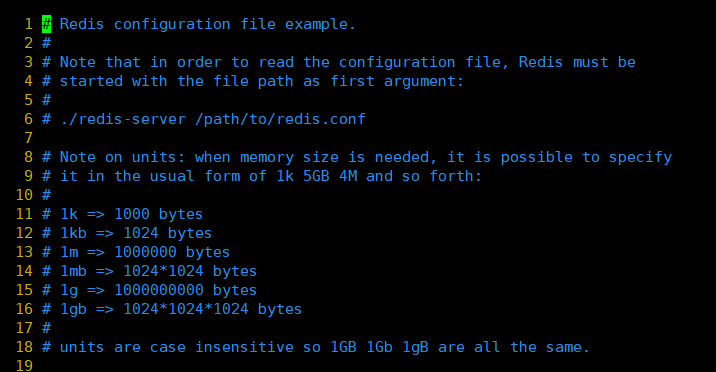 1 # Redis configuration file example.
2 #
3 # Note that in order to read the configuration file, Redis must be
4 # started with the file path as first argument:
5 #
6 # ./redis-server /path/to/redis.conf
7
8 # Note on units: when memory size is needed, it is possible to specify
9 # it in the usual form of 1k 5GB 4M and so forth:
10 #
11 # 1k => 1000 bytes
12 # 1kb => 1024 bytes
13 # 1m => 1000000 bytes
14 # 1mb => 1024*1024 bytes
15 # 1g => 1000000000 bytes
16 # 1gb => 1024*1024*1024 bytes
17 #
18 # units are case insensitive so 1GB 1Gb 1gB are all the same.
19